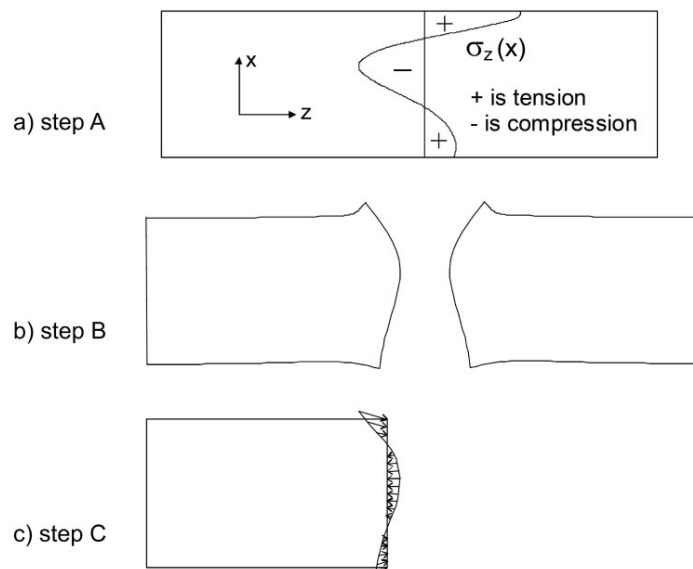 +
σz(x)
x
−
+ is tension
z
- is compression
a) step A
+
b) step B
c) step C